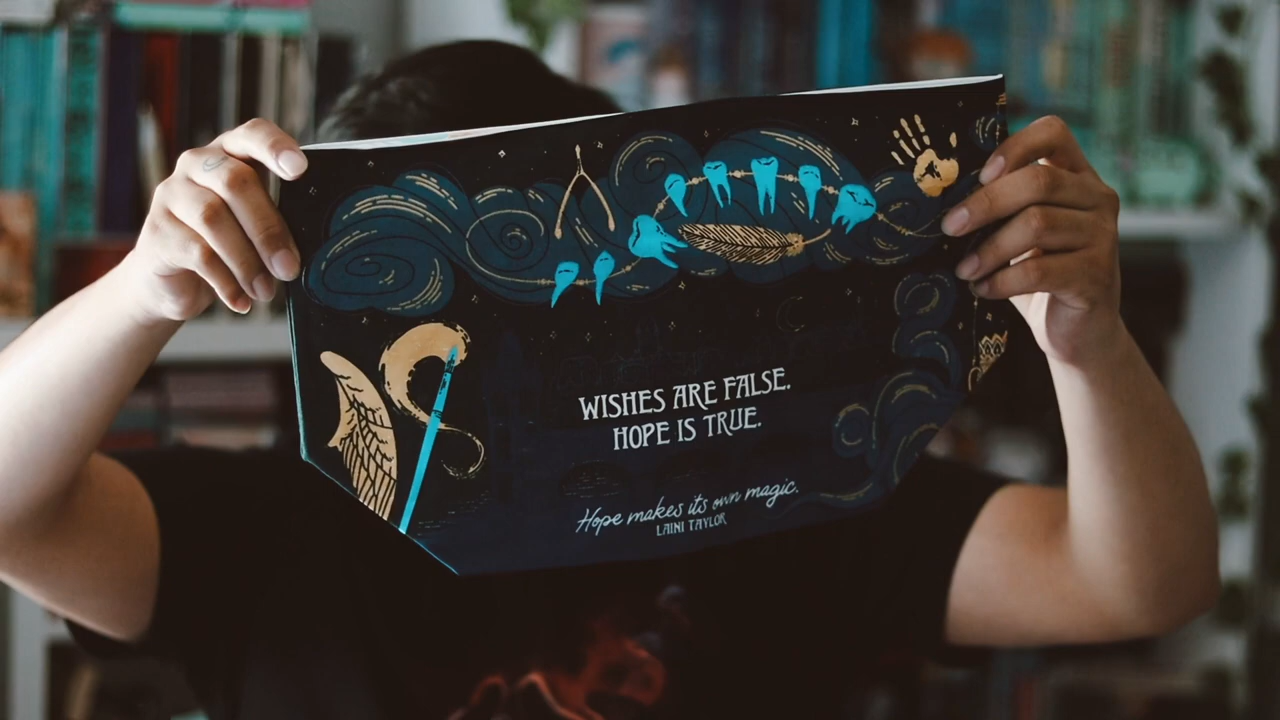 WISHES ARE FALSE.
HOPE IS TRUE.
Hope makes its own magic.
LAINI TAYLOR